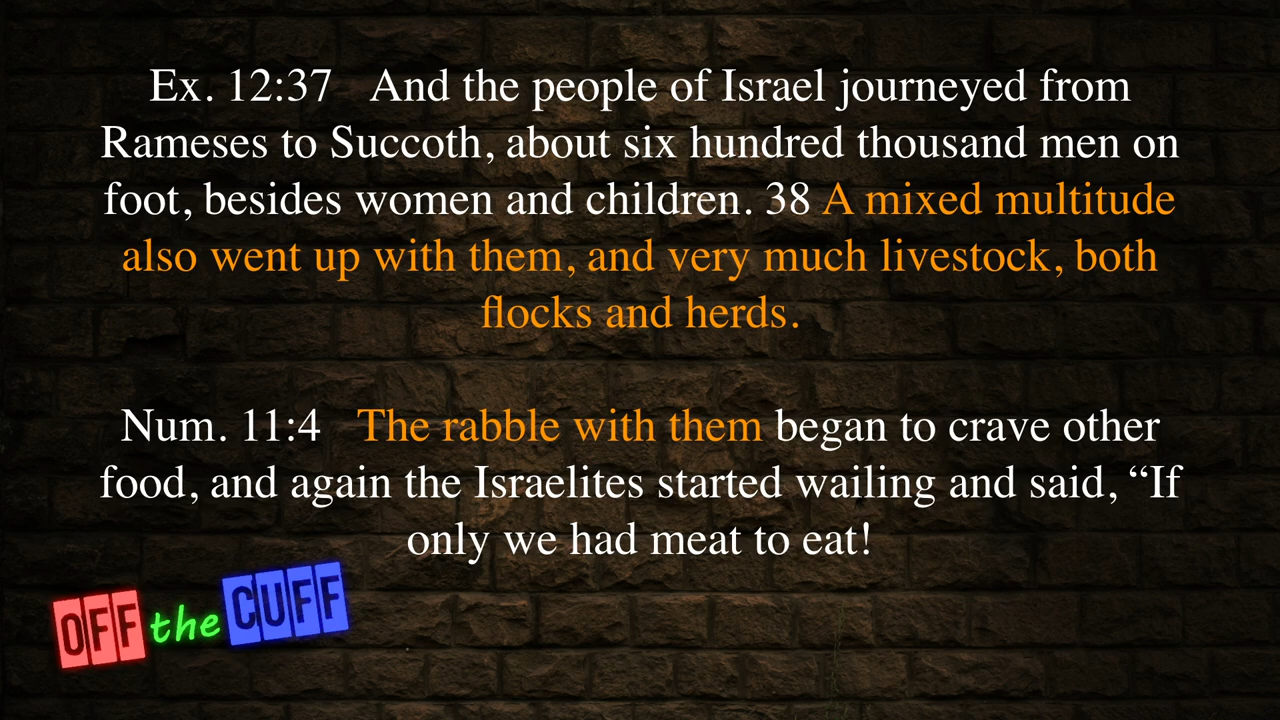 Ex. 12:37   And the people of Israel journeyed from
Rameses to Succoth, about six hundred thousand men on
foot, besides women and children. 38 A mixed multitude
also went up with them, and very much livestock, both
flocks and herds.
Num. 11:4   The rabble with them began to crave other
food, and again the Israelites started wailing and said, “If
only we had meat to eat!
OFF the CUFF